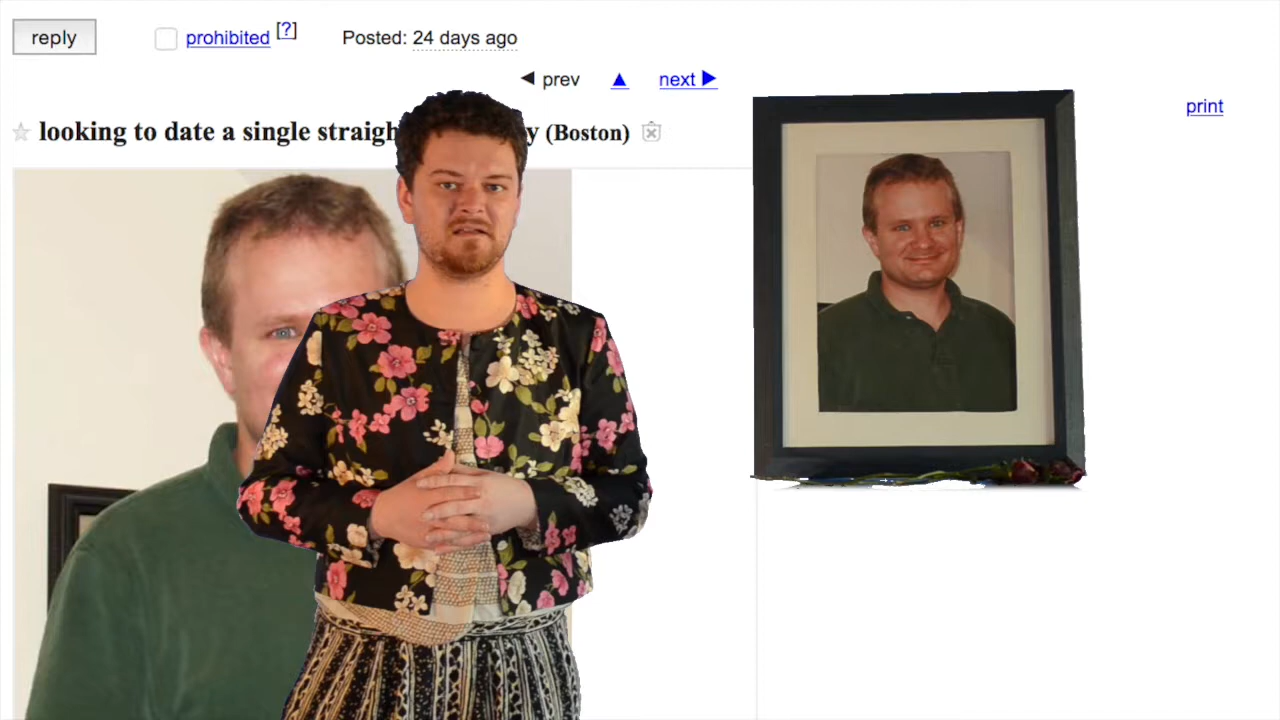 reply prohibited [?] Posted: 24 days ago
◀ prev ▲ next ▶
print
looking to date a single straigh y (Boston)